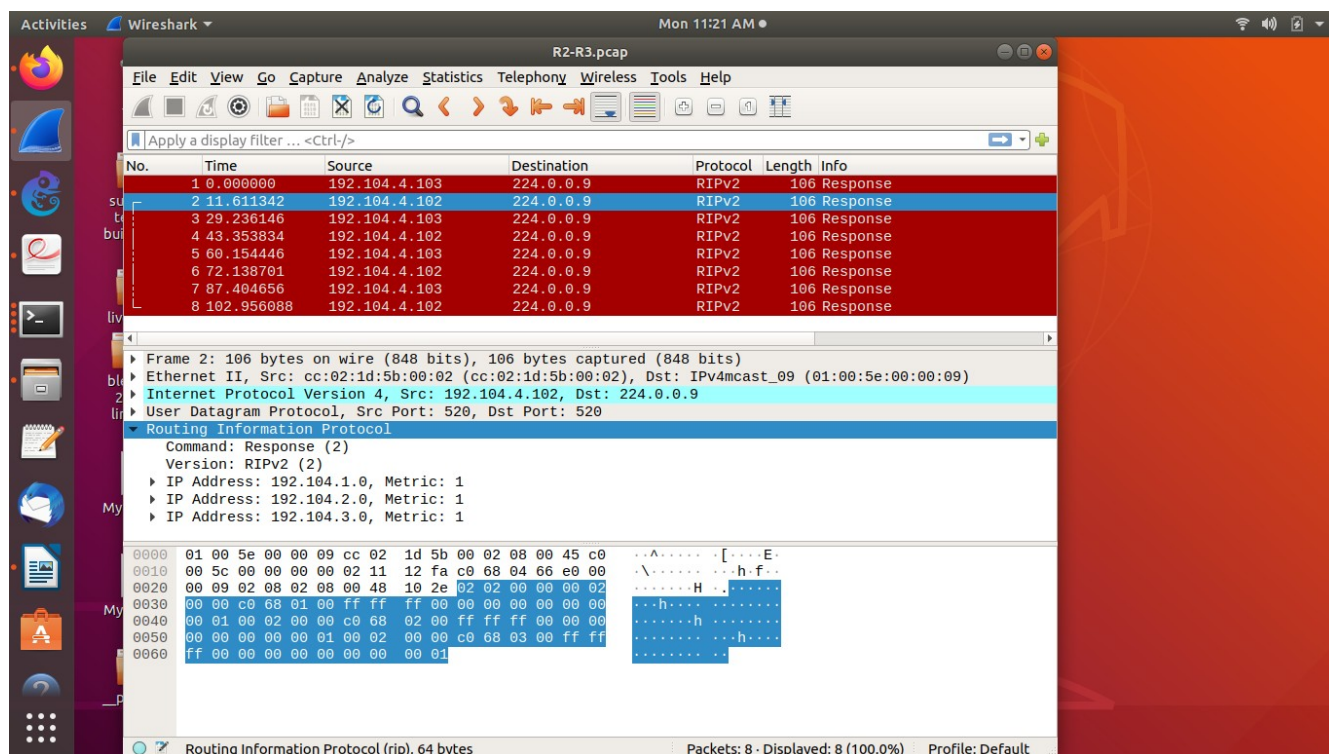 Activities Wireshark Mon 11:21 AM
R2-R3.pcap
File Edit View Go Capture Analyze Statistics Telephony Wireless Tools Help
Apply a display filter ... <Ctrl-/>
No. Time Source Destination Protocol Length Info
1 0.000000 192.104.4.103 224.0.0.9 RIPv2 106 Response
2 11.611342 192.104.4.102 224.0.0.9 RIPv2 106 Response
3 29.236146 192.104.4.103 224.0.0.9 RIPv2 106 Response
4 43.353834 192.104.4.102 224.0.0.9 RIPv2 106 Response
5 60.154446 192.104.4.103 224.0.0.9 RIPv2 106 Response
6 72.138701 192.104.4.102 224.0.0.9 RIPv2 106 Response
7 87.404656 192.104.4.103 224.0.0.9 RIPv2 106 Response
8 102.956088 192.104.4.102 224.0.0.9 RIPv2 106 Response
Frame 2: 106 bytes on wire (848 bits), 106 bytes captured (848 bits)
Ethernet II, Src: cc:02:1d:5b:00:02 (cc:02:1d:5b:00:02), Dst: IPv4mcast_09 (01:00:5e:00:00:09)
Internet Protocol Version 4, Src: 192.104.4.102, Dst: 224.0.0.9
User Datagram Protocol, Src Port: 520, Dst Port: 520
Routing Information Protocol
Command: Response (2)
Version: RIPv2 (2)
IP Address: 192.104.1.0, Metric: 1
IP Address: 192.104.2.0, Metric: 1
IP Address: 192.104.3.0, Metric: 1
0000 01 00 5e 00 00 09 cc 02 1d 5b 00 02 08 00 45 c0 ··^····· ·[····E·
0010 00 5c 00 00 00 00 02 11 12 fa c0 68 04 66 e0 00 ·\······ ···h·f··
0020 00 09 02 08 02 08 00 48 10 2e 02 02 00 00 00 02 ·······H ·.······
0030 00 00 c0 68 01 00 ff ff ff 00 00 00 00 00 00 00 ···h···· ········
0040 00 01 00 02 00 00 c0 68 02 00 ff ff ff 00 00 00 ·······h ········
0050 00 00 00 00 00 01 00 02 00 00 c0 68 03 00 ff ff ········ ···h····
0060 ff 00 00 00 00 00 00 00 00 01 ········ ··
Routing Information Protocol (rip), 64 bytes Packets: 8 · Displayed: 8 (100.0%) Profile: Default